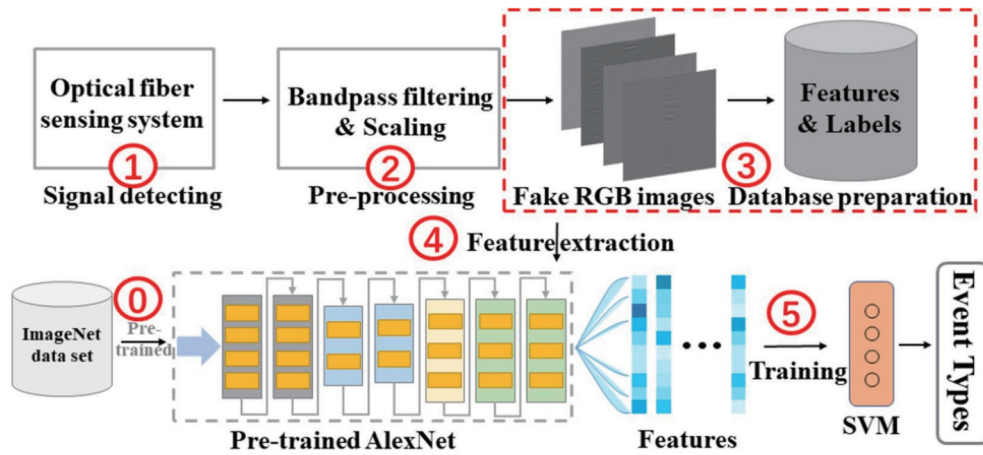 Optical fiber
sensing system
1
Signal detecting
Bandpass filtering
& Scaling
2
Pre-processing
Fake RGB images
3
Features
& Labels
Database preparation
4
Feature extraction
ImageNet
data set
0
Pre-
trained
Pre-trained AlexNet
Features
5
Training
SVM
Event Types